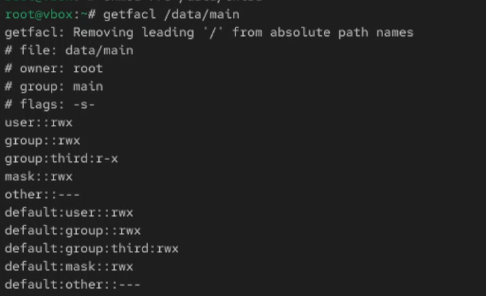 root@vbox:~# getfacl /data/main
getfacl: Removing leading '/' from absolute path names
# file: data/main
# owner: root
# group: main
# flags: -s-
user::rwx
group::rwx
group:third:r-x
mask::rwx
other::---
default:user::rwx
default:group::rwx
default:group:third:rwx
default:mask::rwx
default:other::---